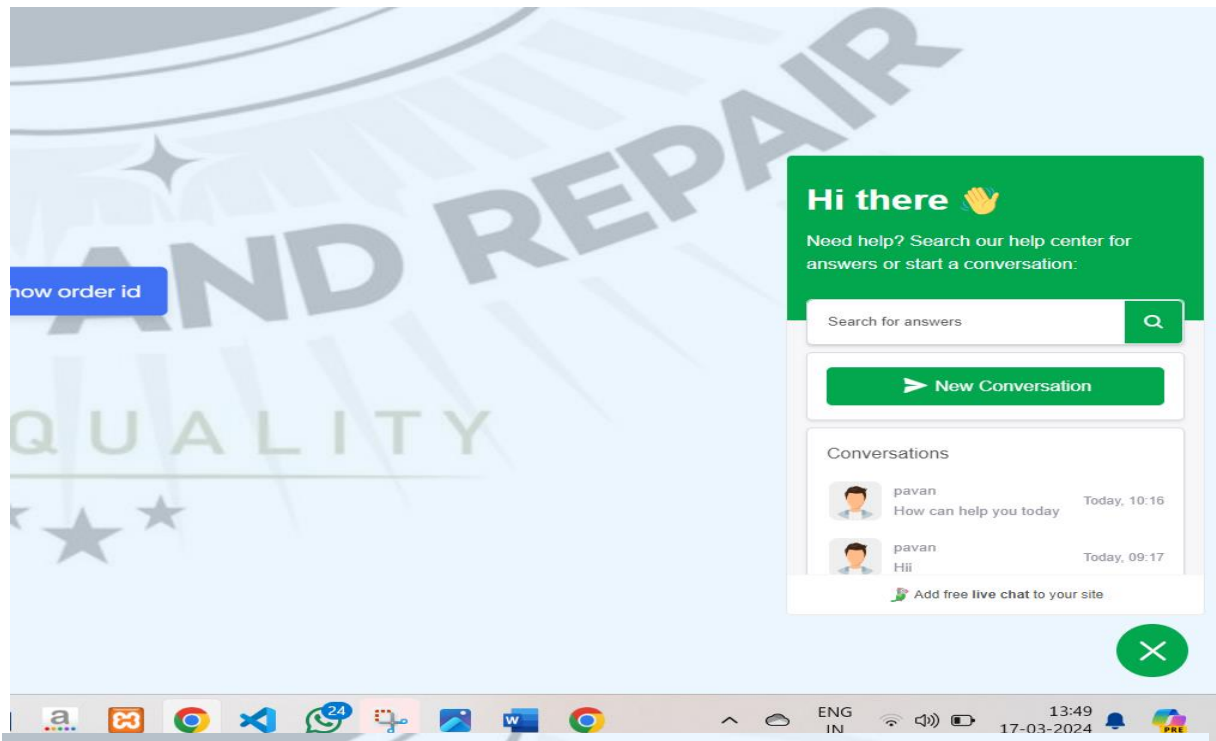 AND REPAIR
Hi there 👋
Need help? Search our help center for
answers or start a conversation:
how order id
Search for answers
New Conversation
QUALITY
Conversations
pavan
Today, 10:16
How can help you today
pavan
Today, 09:17
Hii
Add free live chat to your site
a
24
W
ENG
IN
13:49
17-03-2024
PRE